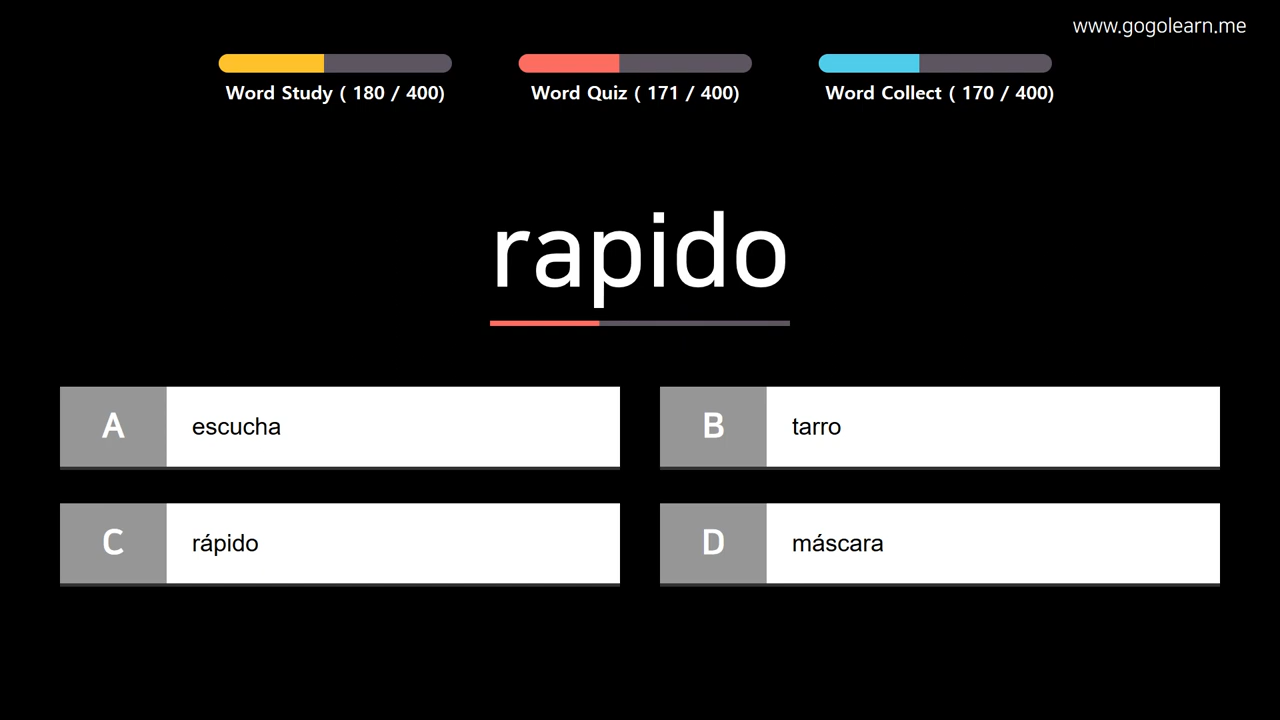 www.gogolearn.me
Word Study ( 180 / 400)
Word Quiz ( 171 / 400)
Word Collect ( 170 / 400)
rapido
A escucha
B tarro
C rápido
D máscara